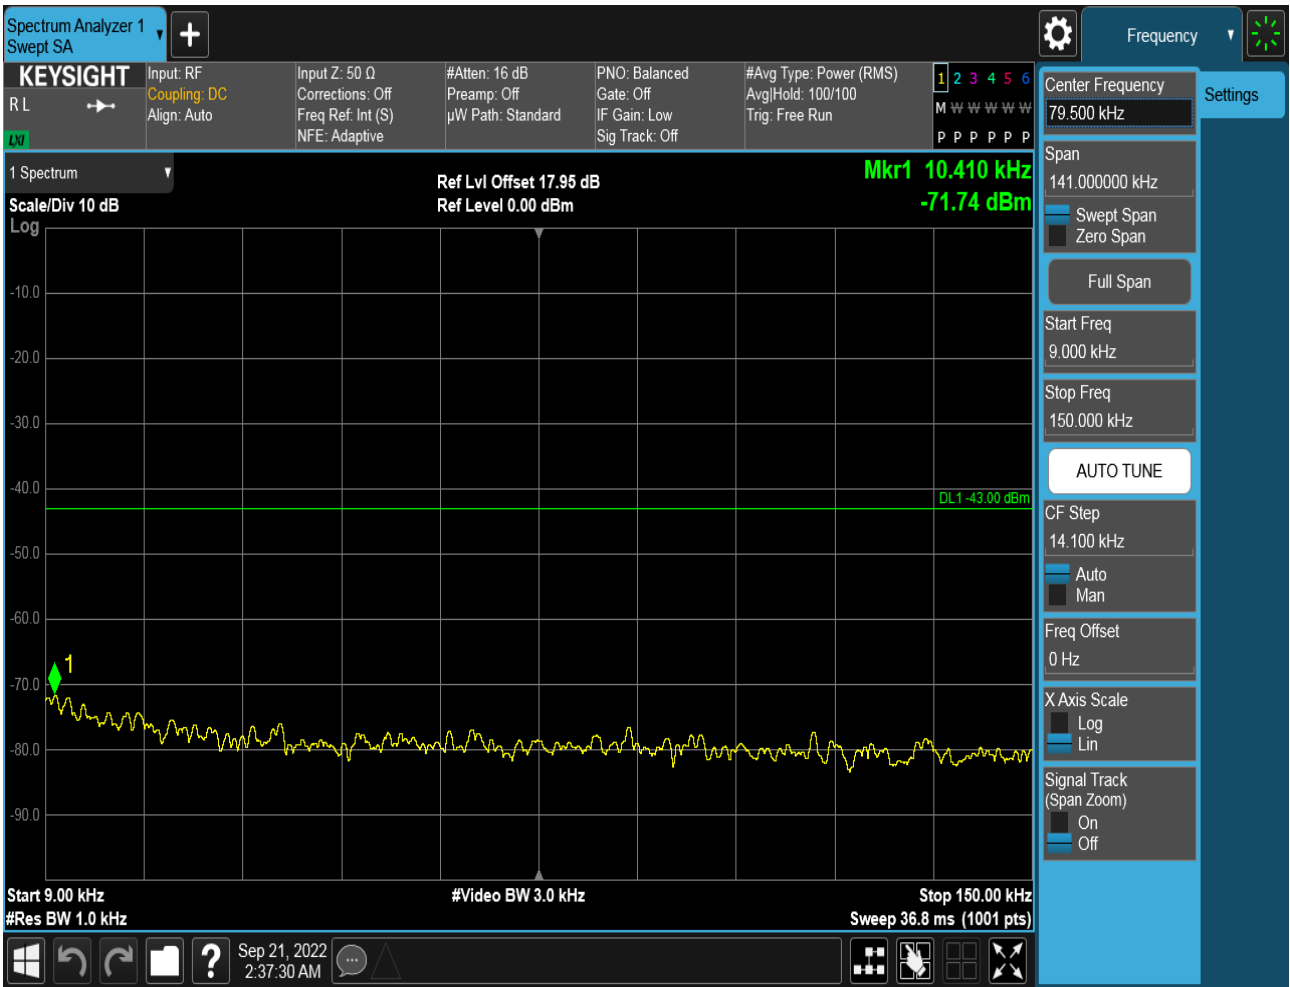 Spectrum Analyzer 1
Swept SA
Frequency
KEYSIGHT
R L
LXI
Input: RF
Coupling: DC
Align: Auto
Input Z: 50 Ω
Corrections: Off
Freq Ref: Int (S)
NFE: Adaptive
#Atten: 16 dB
Preamp: Off
µW Path: Standard
PNO: Balanced
Gate: Off
IF Gain: Low
Sig Track: Off
#Avg Type: Power (RMS)
Avg|Hold: 100/100
Trig: Free Run
1 2 3 4 5 6
M W W W W W
P P P P P P
1 Spectrum
Scale/Div 10 dB
Log
Ref Lvl Offset 17.95 dB
Ref Level 0.00 dBm
Mkr1 10.410 kHz
-71.74 dBm
-10.0
-20.0
-30.0
-40.0
DL1 -43.00 dBm
-50.0
-60.0
1
-70.0
-80.0
-90.0
Start 9.00 kHz
#Res BW 1.0 kHz
#Video BW 3.0 kHz
Stop 150.00 kHz
Sweep 36.8 ms (1001 pts)
Sep 21, 2022
2:37:30 AM
Center Frequency
79.500 kHz
Settings
Span
141.000000 kHz
Swept Span
Zero Span
Full Span
Start Freq
9.000 kHz
Stop Freq
150.000 kHz
AUTO TUNE
CF Step
14.100 kHz
Auto
Man
Freq Offset
0 Hz
X Axis Scale
Log
Lin
Signal Track
(Span Zoom)
On
Off